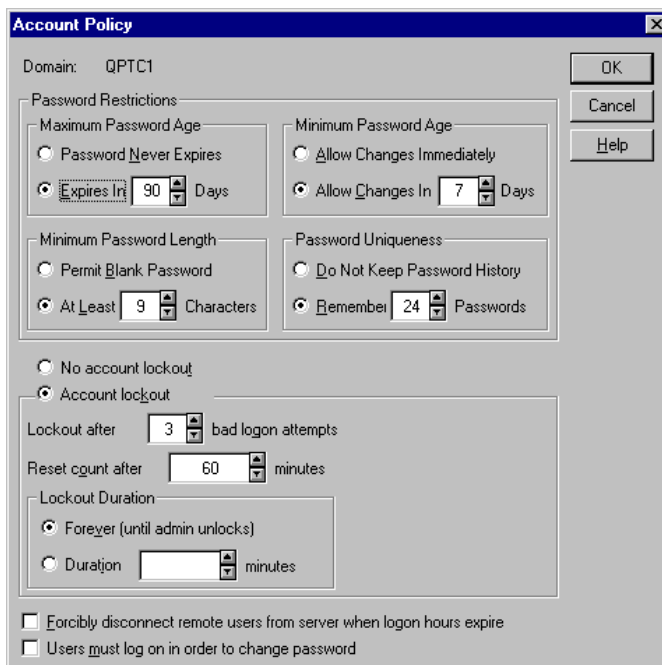 Account Policy
Domain: QPTC1
OK
Cancel
Help
Password Restrictions
Maximum Password Age
Password Never Expires
Expires In 90 Days
Minimum Password Age
Allow Changes Immediately
Allow Changes In 7 Days
Minimum Password Length
Permit Blank Password
At Least 9 Characters
Password Uniqueness
Do Not Keep Password History
Remember 24 Passwords
No account lockout
Account lockout
Lockout after 3 bad logon attempts
Reset count after 60 minutes
Lockout Duration
Forever (until admin unlocks)
Duration minutes
Forcibly disconnect remote users from server when logon hours expire
Users must log on in order to change password